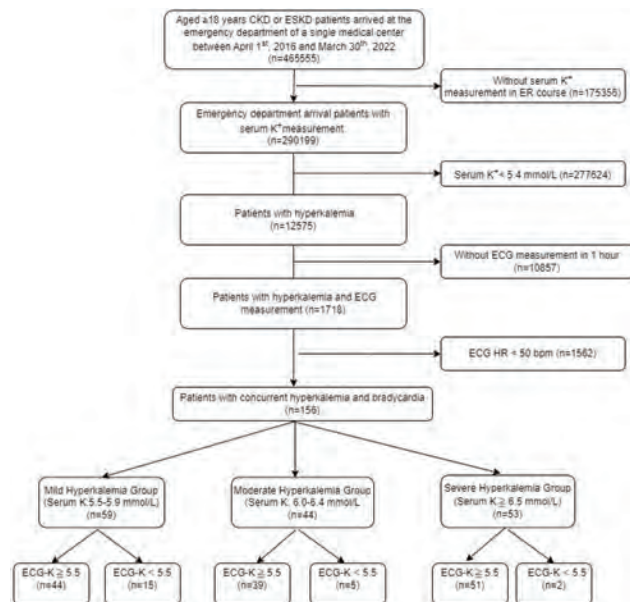 Aged ≥18 years CKD or ESKD patients arrived at the
emergency department of a single medical center
between April 1st, 2016 and March 30th, 2022
(n=465555)
Without serum K+
measurement in ER course (n=175356)
Emergency department arrival patients with
serum K+ measurement
(n=290199)
Serum K+ < 5.4 mmol/L (n=277624)
Patients with hyperkalemia
(n=12575)
Without ECG measurement in 1 hour
(n=10857)
Patients with hyperkalemia and ECG
measurement (n=1718)
ECG HR < 50 bpm (n=1562)
Patients with concurrent hyperkalemia and bradycardia
(n=156)
Mild Hyperkalemia Group
(Serum K:5.5-5.9 mmol/L)
(n=59)
Moderate Hyperkalemia Group
(Serum K: 6.0-6.4 mmol/L
(n=44)
Severe Hyperkalemia Group
(Serum K ≧ 6.5 mmol/L)
(n=53)
ECG-K ≧ 5.5
(n=44)
ECG-K < 5.5
(n=15)
ECG-K ≧ 5.5
(n=39)
ECG-K < 5.5
(n=5)
ECG-K ≧ 5.5
(n=51)
ECG-K < 5.5
(n=2)